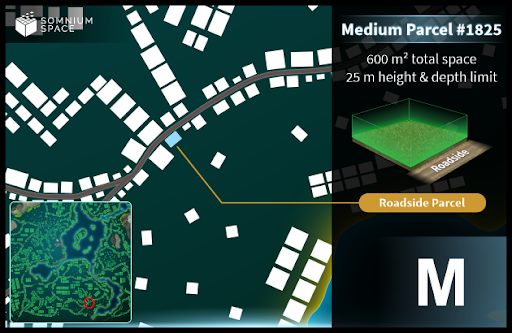 SOMNIUM
SPACE
Medium Parcel #1825
600 m² total space
25 m height & depth limit
Roadside
Roadside Parcel
M